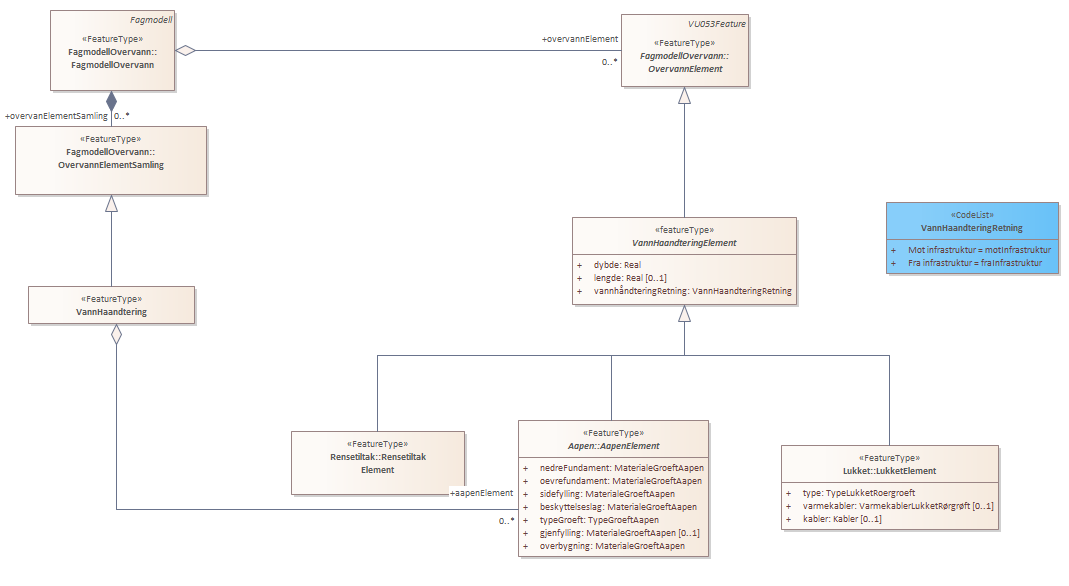 Fagmodell
«FeatureType»
FagmodellOvervann::
FagmodellOvervann
+overvannElement
0..*
VU053Feature
«FeatureType»
FagmodellOvervann::
OvervannElement
+overvanElementSamling
0..*
«FeatureType»
FagmodellOvervann::
OvervannElementSamling
«featureType»
VannHaandteringElement
+ dybde: Real
+ lengde: Real [0..1]
+ vannhåndteringRetning: VannHaandteringRetning
«CodeList»
VannHaandteringRetning
+ Mot infrastruktur = motInfrastruktur
+ Fra infrastruktur = fraInfrastruktur
«FeatureType»
VannHaandtering
«FeatureType»
Rensetiltak::Rensetiltak
Element
+aapenElement
0..*
«FeatureType»
Aapen::AapenElement
+ nedreFundament: MaterialeGroeftAapen
+ oevrefundament: MaterialeGroeftAapen
+ sidefylling: MaterialeGroeftAapen
+ beskyttelseslag: MaterialeGroeftAapen
+ typeGroeft: TypeGroeftAapen
+ gjenfylling: MaterialeGroeftAapen [0..1]
+ overbygning: MaterialeGroeftAapen
«FeatureType»
Lukket::LukketElement
+ type: TypeLukketRoergroeft
+ varmekabler: VarmekablerLukketRørgrøft [0..1]
+ kabler: Kabler [0..1]